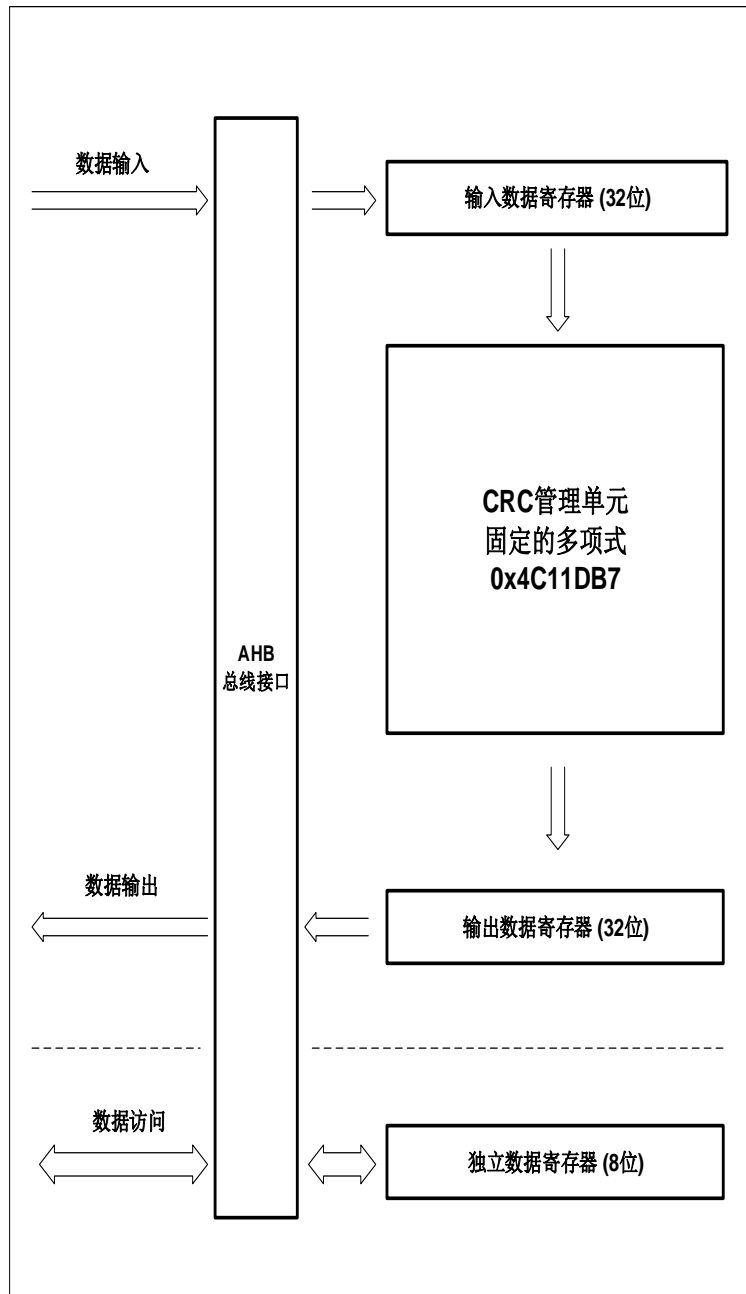 数据输入
输入数据寄存器 (32位)
CRC管理单元
固定的多项式
0x4C11DB7
AHB
总线接口
数据输出
输出数据寄存器 (32位)
数据访问
独立数据寄存器 (8位)